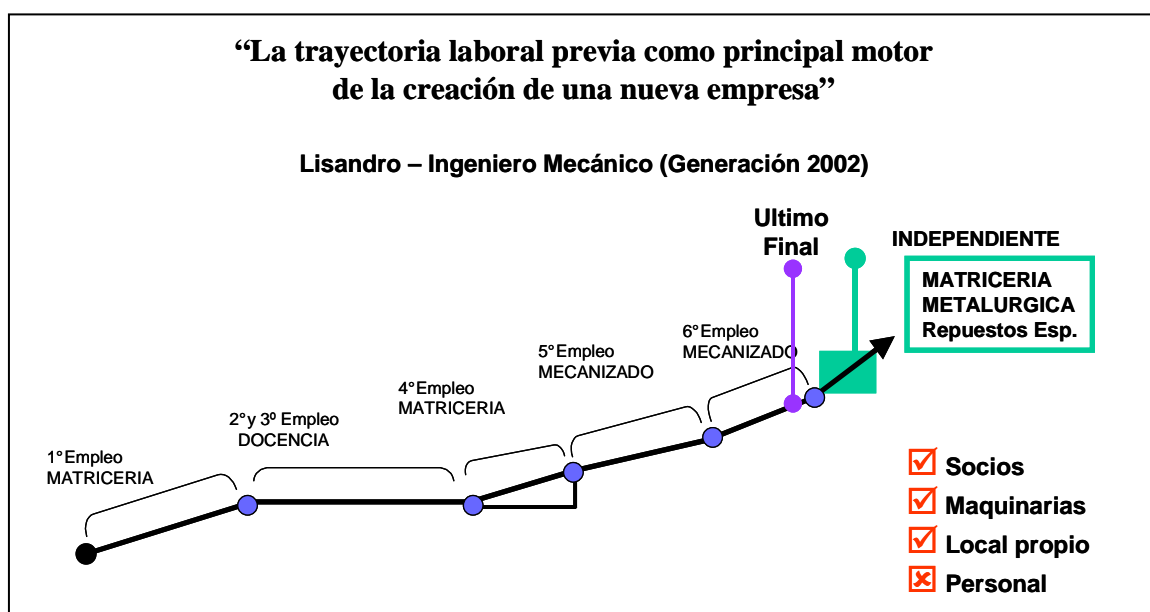 “La trayectoria laboral previa como principal motor
de la creación de una nueva empresa”
Lisandro – Ingeniero Mecánico (Generación 2002)
Ultimo
Final
INDEPENDIENTE
MATRICERIA
METALURGICA
Repuestos Esp.
6°Empleo
MECANIZADO
5°Empleo
MECANIZADO
4°Empleo
MATRICERIA
2°y 3º Empleo
DOCENCIA
1°Empleo
MATRICERIA
Socios
Maquinarias
Local propio
Personal